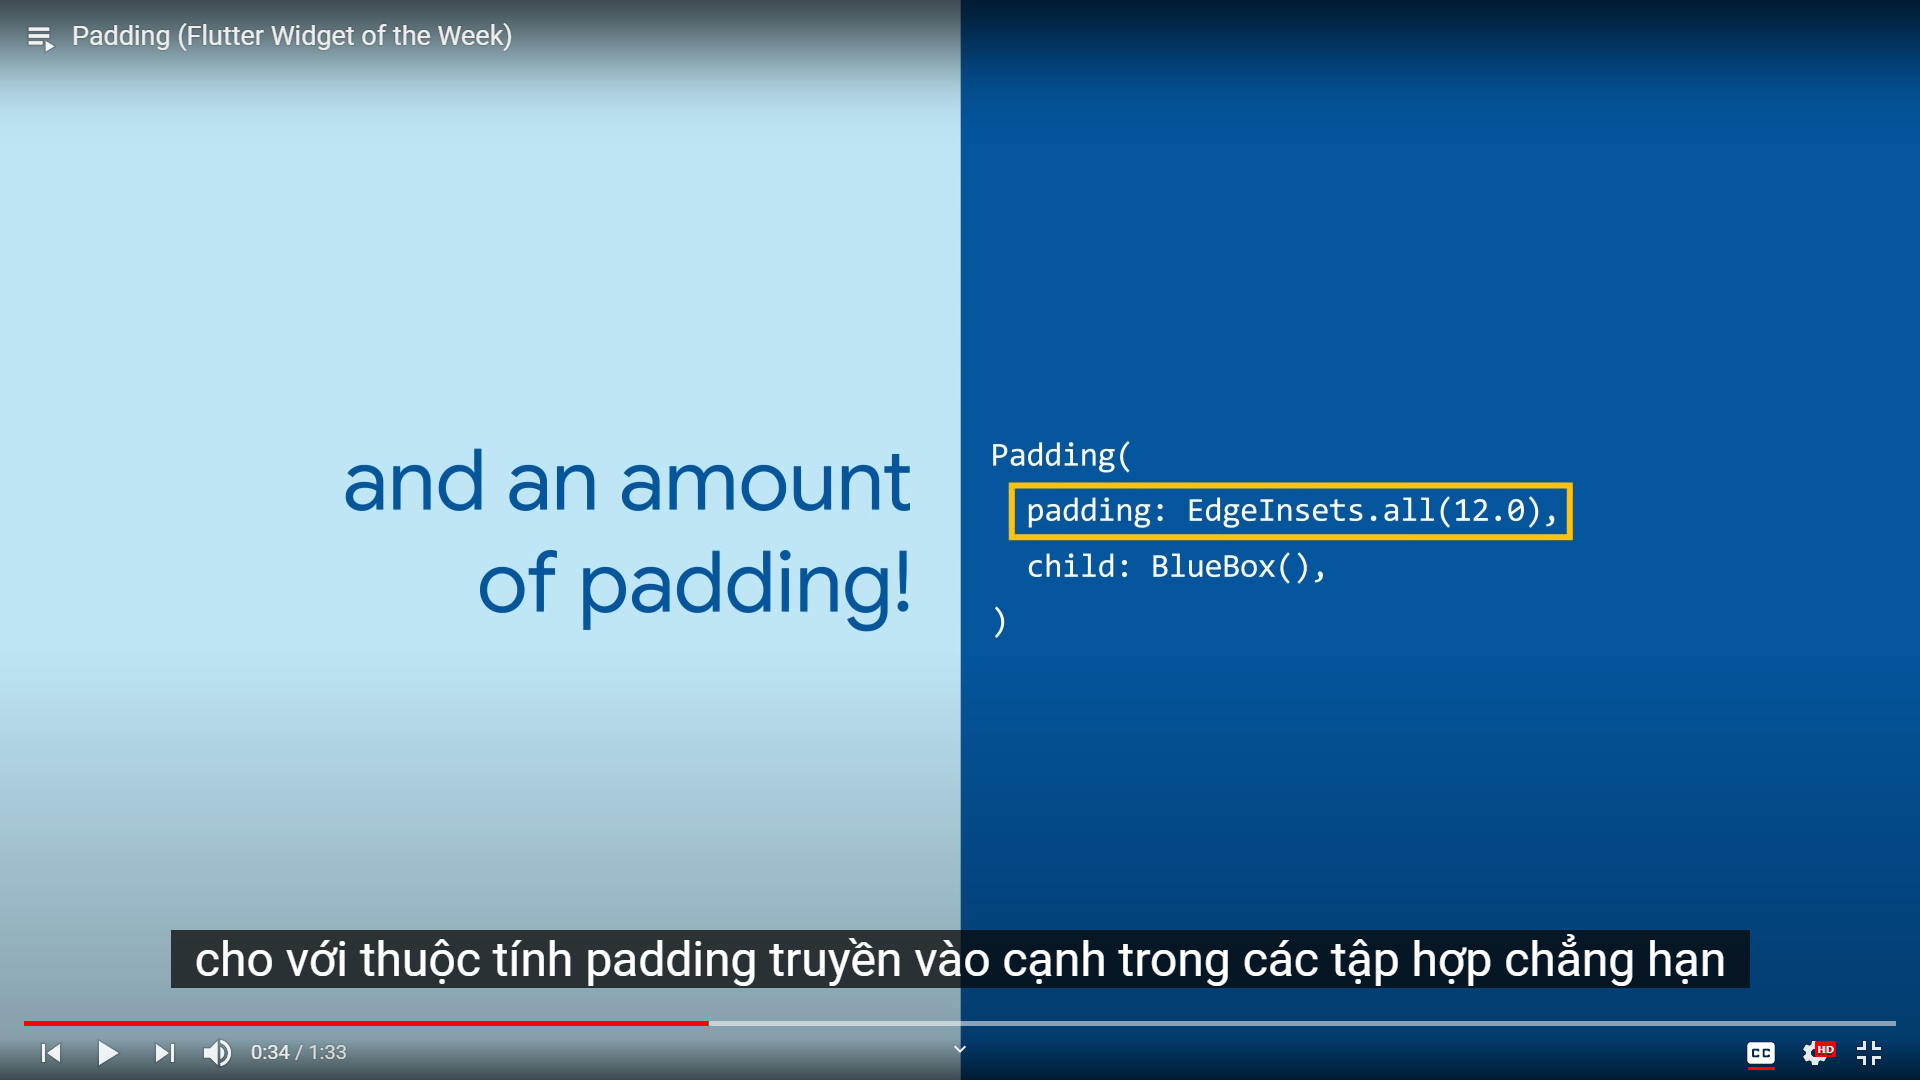 Padding (Flutter Widget of the Week)
and an amount
of padding!
Padding(
padding: EdgeInsets.all(12.0),
child: BlueBox(),
)
cho với thuộc tính padding truyền vào cạnh trong các tập hợp chẳng hạn
0:34 / 1:33
CC
HD